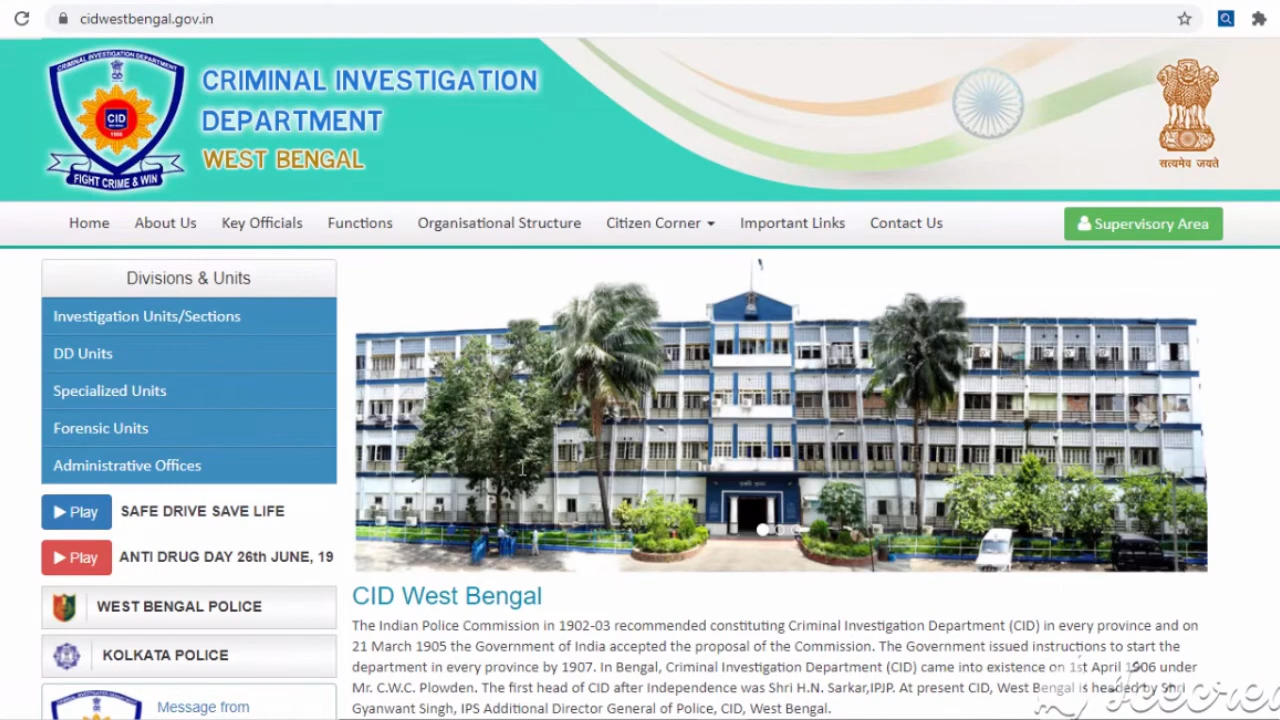 cidwestbengal.gov.in
CRIMINAL INVESTIGATION DEPARTMENT
CID
1906
FIGHT CRIME & WIN
CRIMINAL INVESTIGATION
DEPARTMENT
WEST BENGAL
सत्यमेव जयते
Home About Us Key Officials Functions Organisational Structure Citizen Corner Important Links Contact Us Supervisory Area
Divisions & Units
Investigation Units/Sections
DD Units
Specialized Units
Forensic Units
Administrative Offices
Play SAFE DRIVE SAVE LIFE
Play ANTI DRUG DAY 26th JUNE, 19
WEST BENGAL POLICE
KOLKATA POLICE
Message from
CID West Bengal
The Indian Police Commission in 1902-03 recommended constituting Criminal Investigation Department (CID) in every province and on
21 March 1905 the Government of India accepted the proposal of the Commission. The Government issued instructions to start the
department in every province by 1907. In Bengal, Criminal Investigation Department (CID) came into existence on 1st April 1906 under
Mr. C.W.C. Plowden. The first head of CID after Independence was Shri H.N. Sarkar,IPJP. At present CID, West Bengal is headed by Shri
Gyanwant Singh, IPS Additional Director General of Police, CID, West Bengal.